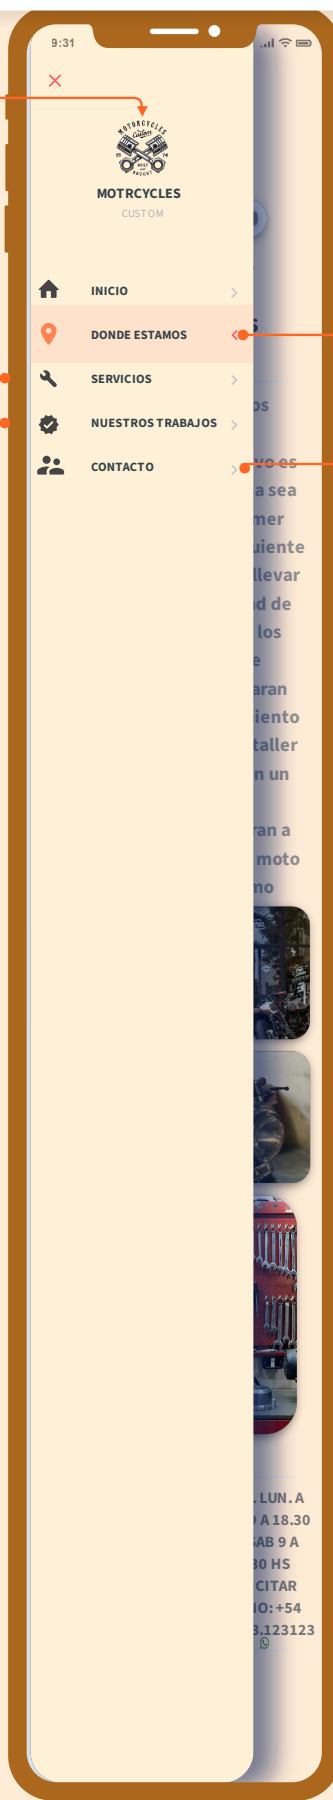 9:31
MOTORCYCLES
Custom
MOTRCYCLES
CUSTOM
INICIO
DONDE ESTAMOS
SERVICIOS
NUESTROS TRABAJOS
CONTACTO
os
es
a sea
mer
uiente
llevar
d de
los
e
aran
iento
taller
n un
ran a
moto
mo
. LUN. A
A 18.30
SAB 9 A
30 HS
CITAR
NO: +54
3.123123